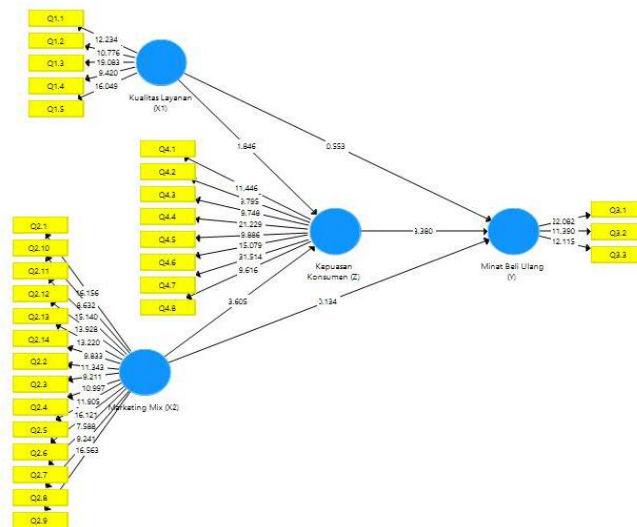 Q1.1
Q1.2
Q1.3
Q1.4
Q1.5
12.234
10.776
19.083
9.420
16.049
Kualitas Layanan
(X1)
1.846
0.553
Q4.1
Q4.2
Q4.3
Q4.4
Q4.5
Q4.6
Q4.7
Q4.8
11.446
3.795
9.748
21.229
9.886
15.079
31.514
9.616
Kepuasan
Konsumen (Z)
3.380
Minat Beli Ulang
(Y)
11.390
12.115
Q3.1
Q3.2
Q3.3
3.605
0.134
Q2.1
Q2.10
Q2.11
Q2.12
Q2.13
Q2.14
Q2.2
Q2.3
Q2.4
Q2.5
Q2.6
Q2.7
Q2.8
Q2.9
8.632
15.140
13.928
13.220
9.833
11.343
9.211
10.997
11.905
16.121
7.588
9.241
16.563
Marketing Mix (X2)